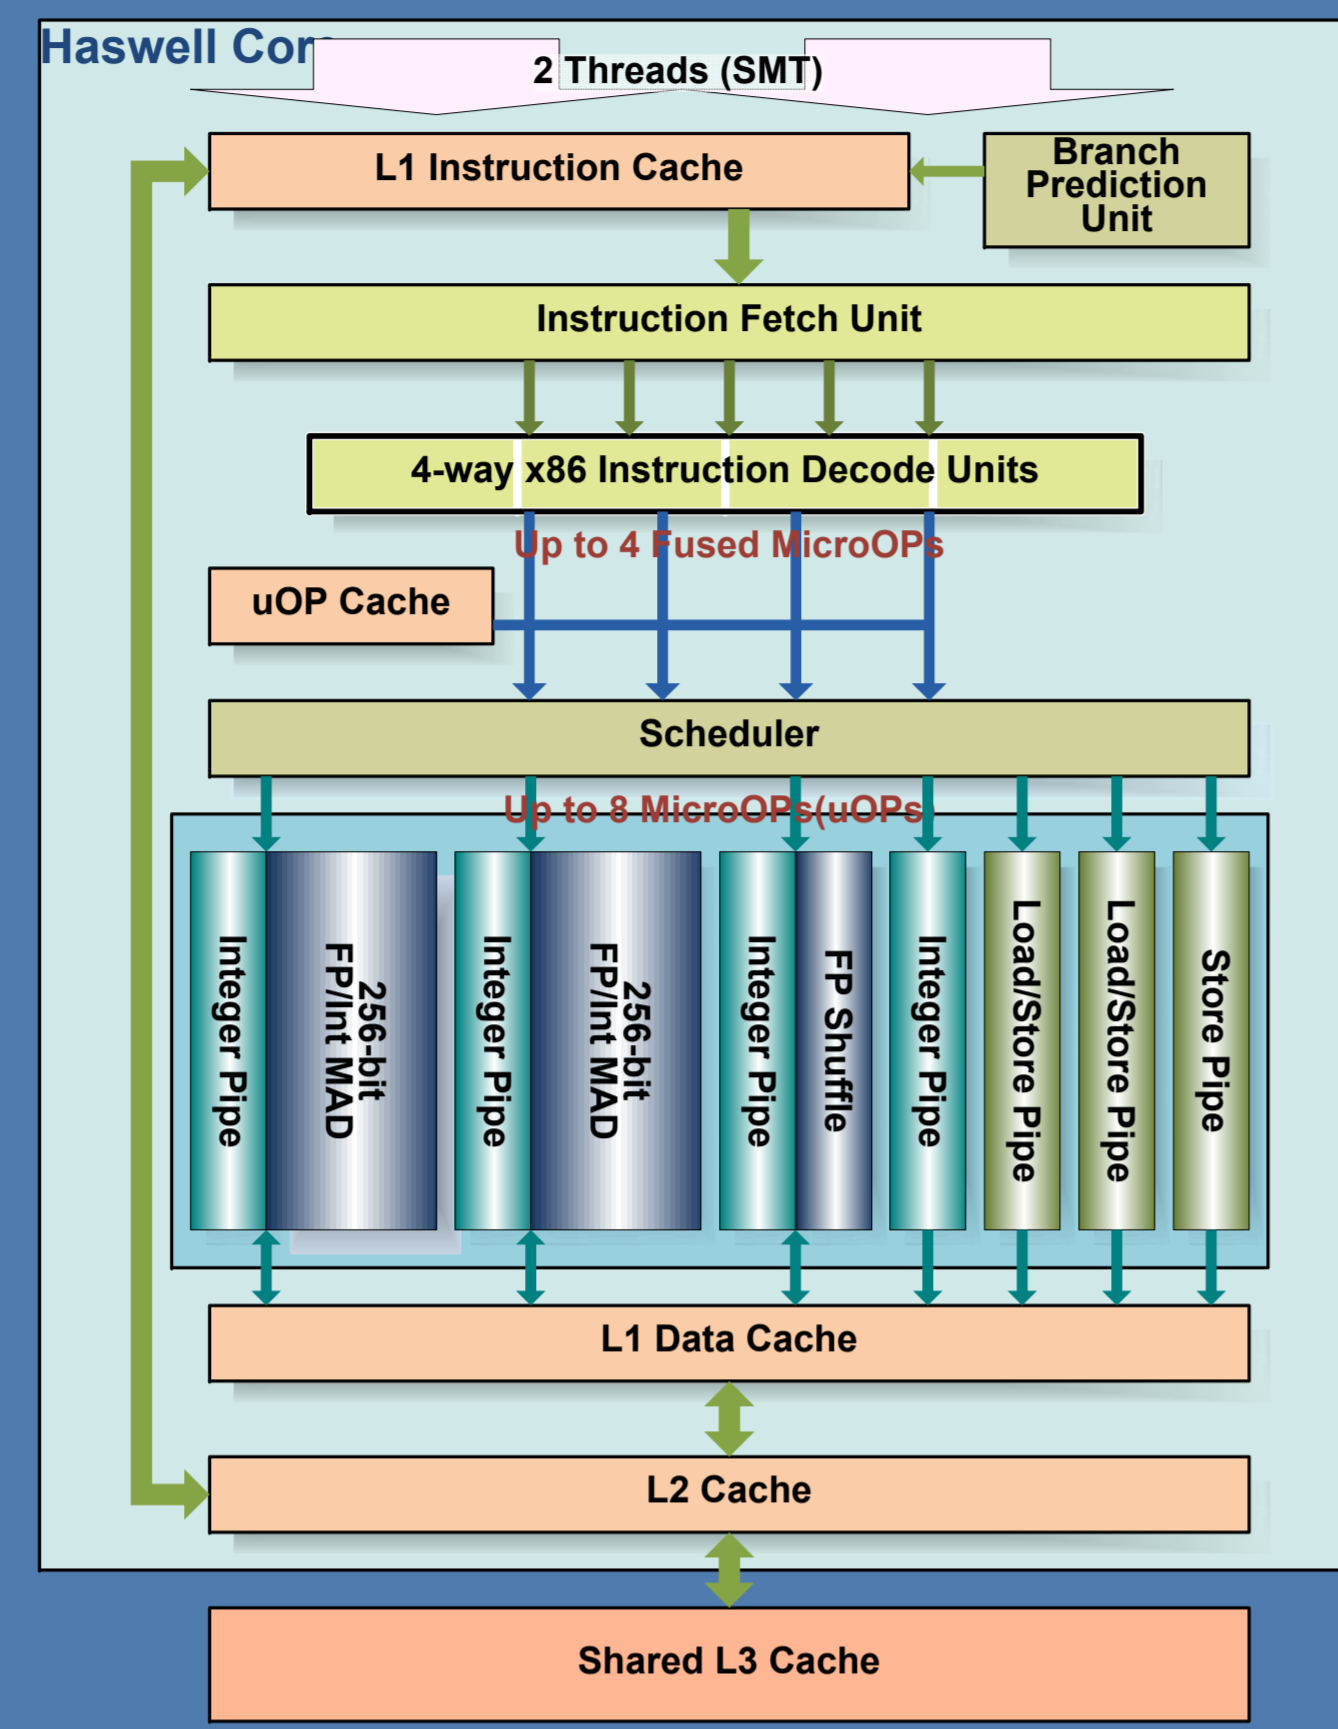 Haswell Core
2 Threads (SMT)
L1 Instruction Cache
Branch
Prediction
Unit
Instruction Fetch Unit
4-way x86 Instruction Decode Units
Up to 4 Fused MicroOPs
uOP Cache
Scheduler
Up to 8 MicroOPs(uOPs)
Integer Pipe
256-bit
FP/Int MAD
Integer Pipe
256-bit
FP/Int MAD
Integer Pipe
FP Shuffle
Integer Pipe
Load/Store Pipe
Load/Store Pipe
Store Pipe
L1 Data Cache
L2 Cache
Shared L3 Cache